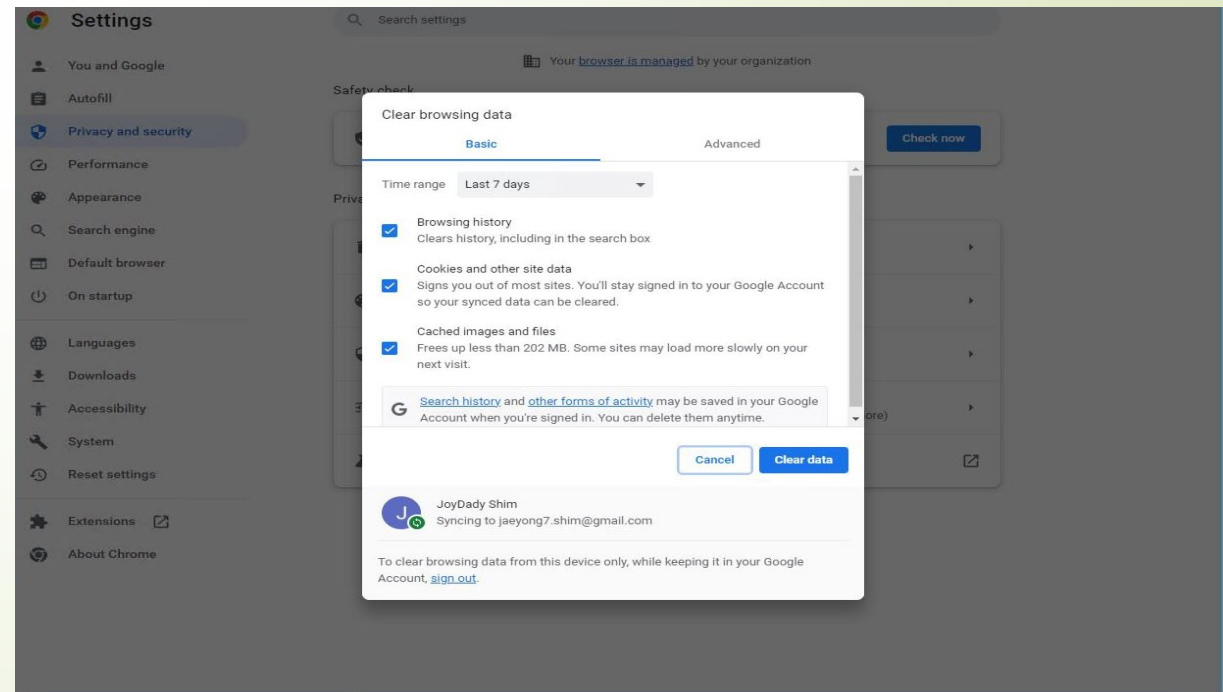 Settings
Search settings
You and Google
Autofill
Privacy and security
Performance
Appearance
Search engine
Default browser
On startup
Languages
Downloads
Accessibility
System
Reset settings
Extensions
About Chrome
Your browser is managed by your organization
Safety check
Check now
Clear browsing data
Basic
Advanced
Time range
Last 7 days
Browsing history
Clears history, including in the search box
Cookies and other site data
Signs you out of most sites. You'll stay signed in to your Google Account
so your synced data can be cleared.
Cached images and files
Frees up less than 202 MB. Some sites may load more slowly on your
next visit.
G
Search history and other forms of activity may be saved in your Google
Account when you're signed in. You can delete them anytime.
Cancel
Clear data
J
JoyDady Shim
Syncing to jaeyong7.shim@gmail.com
To clear browsing data from this device only, while keeping it in your Google
Account, sign out.